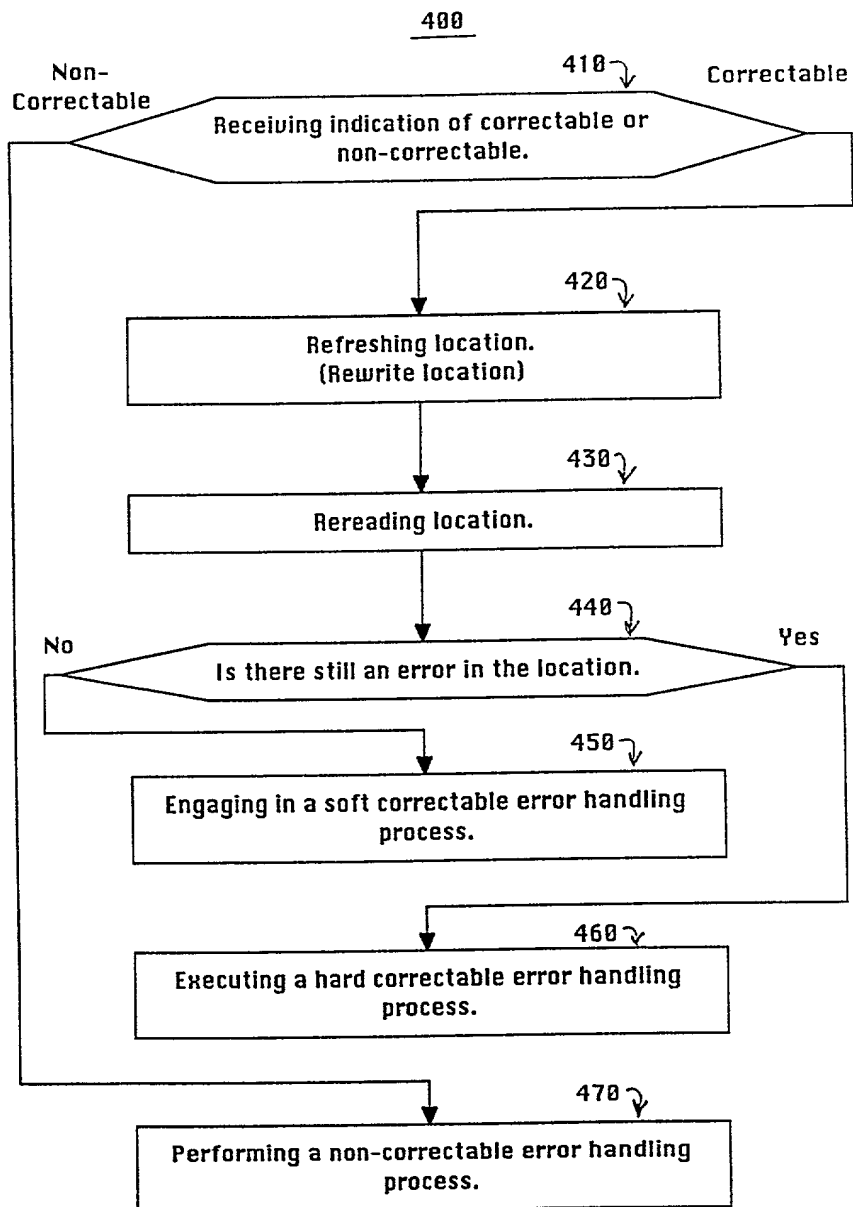 400
410
Non-
Correctable
Correctable
Receiving indication of correctable or
non-correctable.
420
Refreshing location.
(Rewrite location)
430
Rereading location.
440
No
Yes
Is there still an error in the location.
450
Engaging in a soft correctable error handling
process.
460
Executing a hard correctable error handling
process.
470
Performing a non-correctable error handling
process.